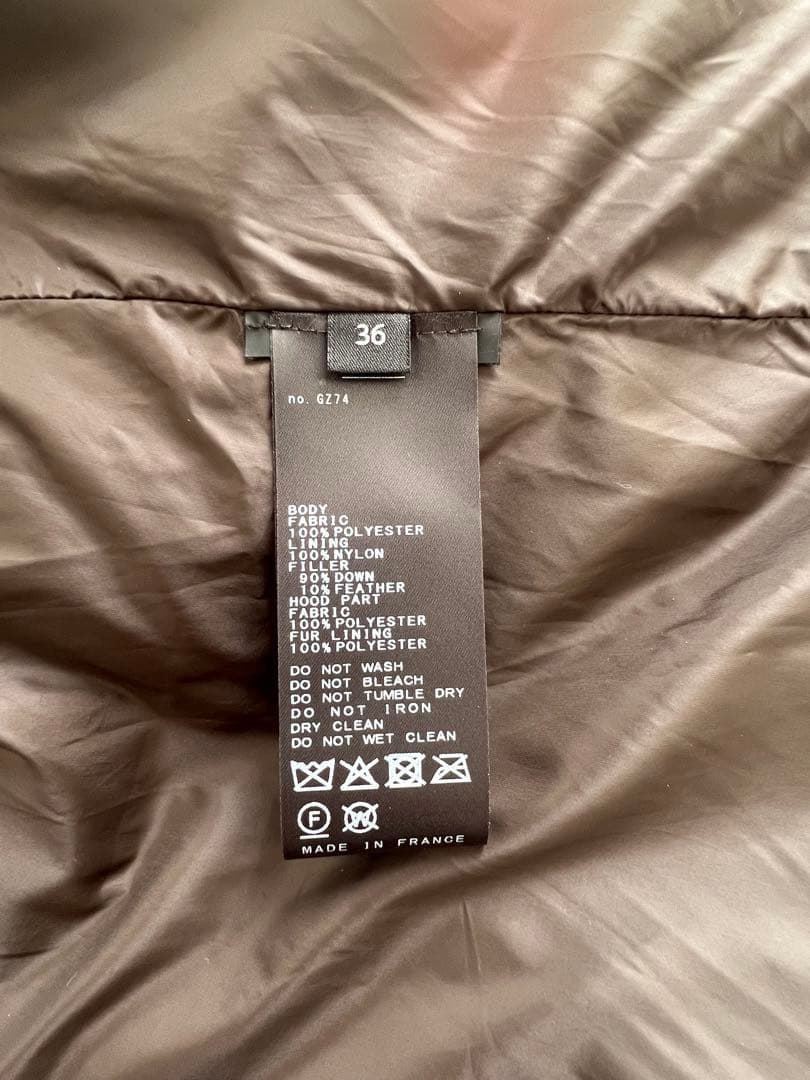 36
no. GZ74
BODY
FABRIC
100%POLYESTER
LINING
100%NYLON
FILLER
90%DOWN
10%FEATHER
HOOD PART
FABRIC
100%POLYESTER
FUR LINING
100%POLYESTER
DO NOT WASH
DO NOT BLEACH
DO NOT TUMBLE DRY
DO NOT IRON
DRY CLEAN
DO NOT WET CLEAN
F W
MADE IN FRANCE